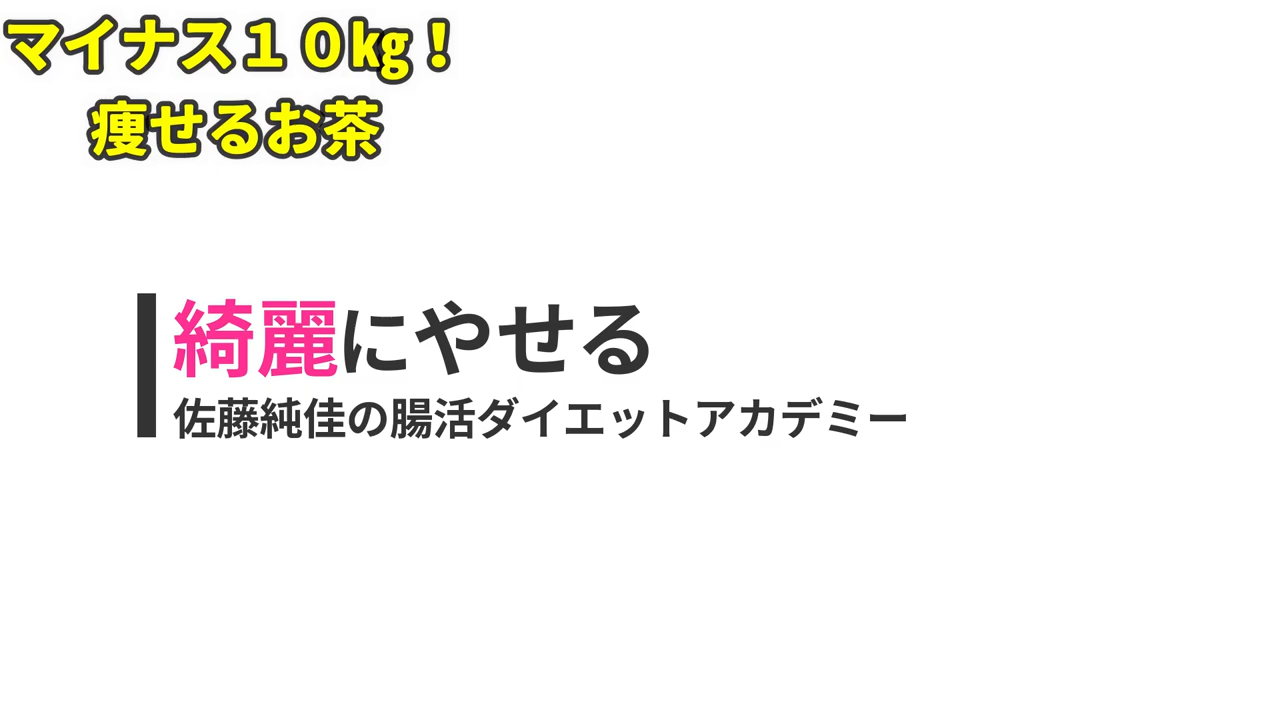 マイナス１０㎏！
痩せるお茶
綺麗にやせる
佐藤純佳の腸活ダイエットアカデミー